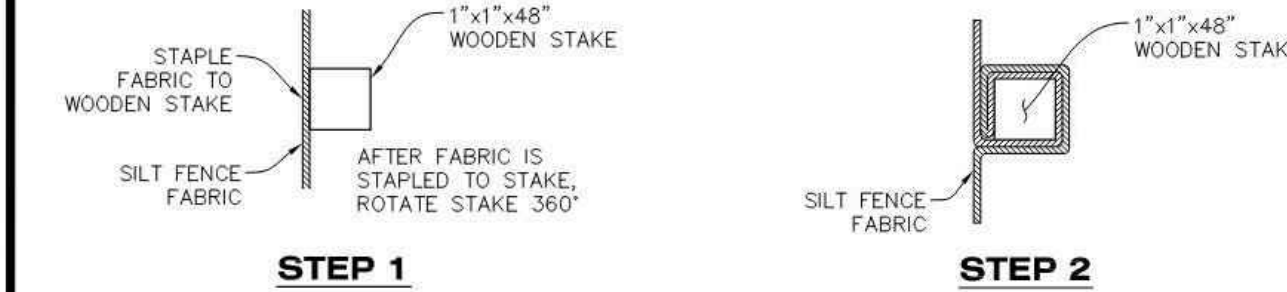 STAPLE
FABRIC TO
WOODEN STAKE
1"x1"x48"
WOODEN STAKE
SILT FENCE
FABRIC
AFTER FABRIC IS
STAPLED TO STAKE,
ROTATE STAKE 360°
STEP 1
1"x1"x48"
WOODEN STAK
SILT FENCE
FABRIC
STEP 2